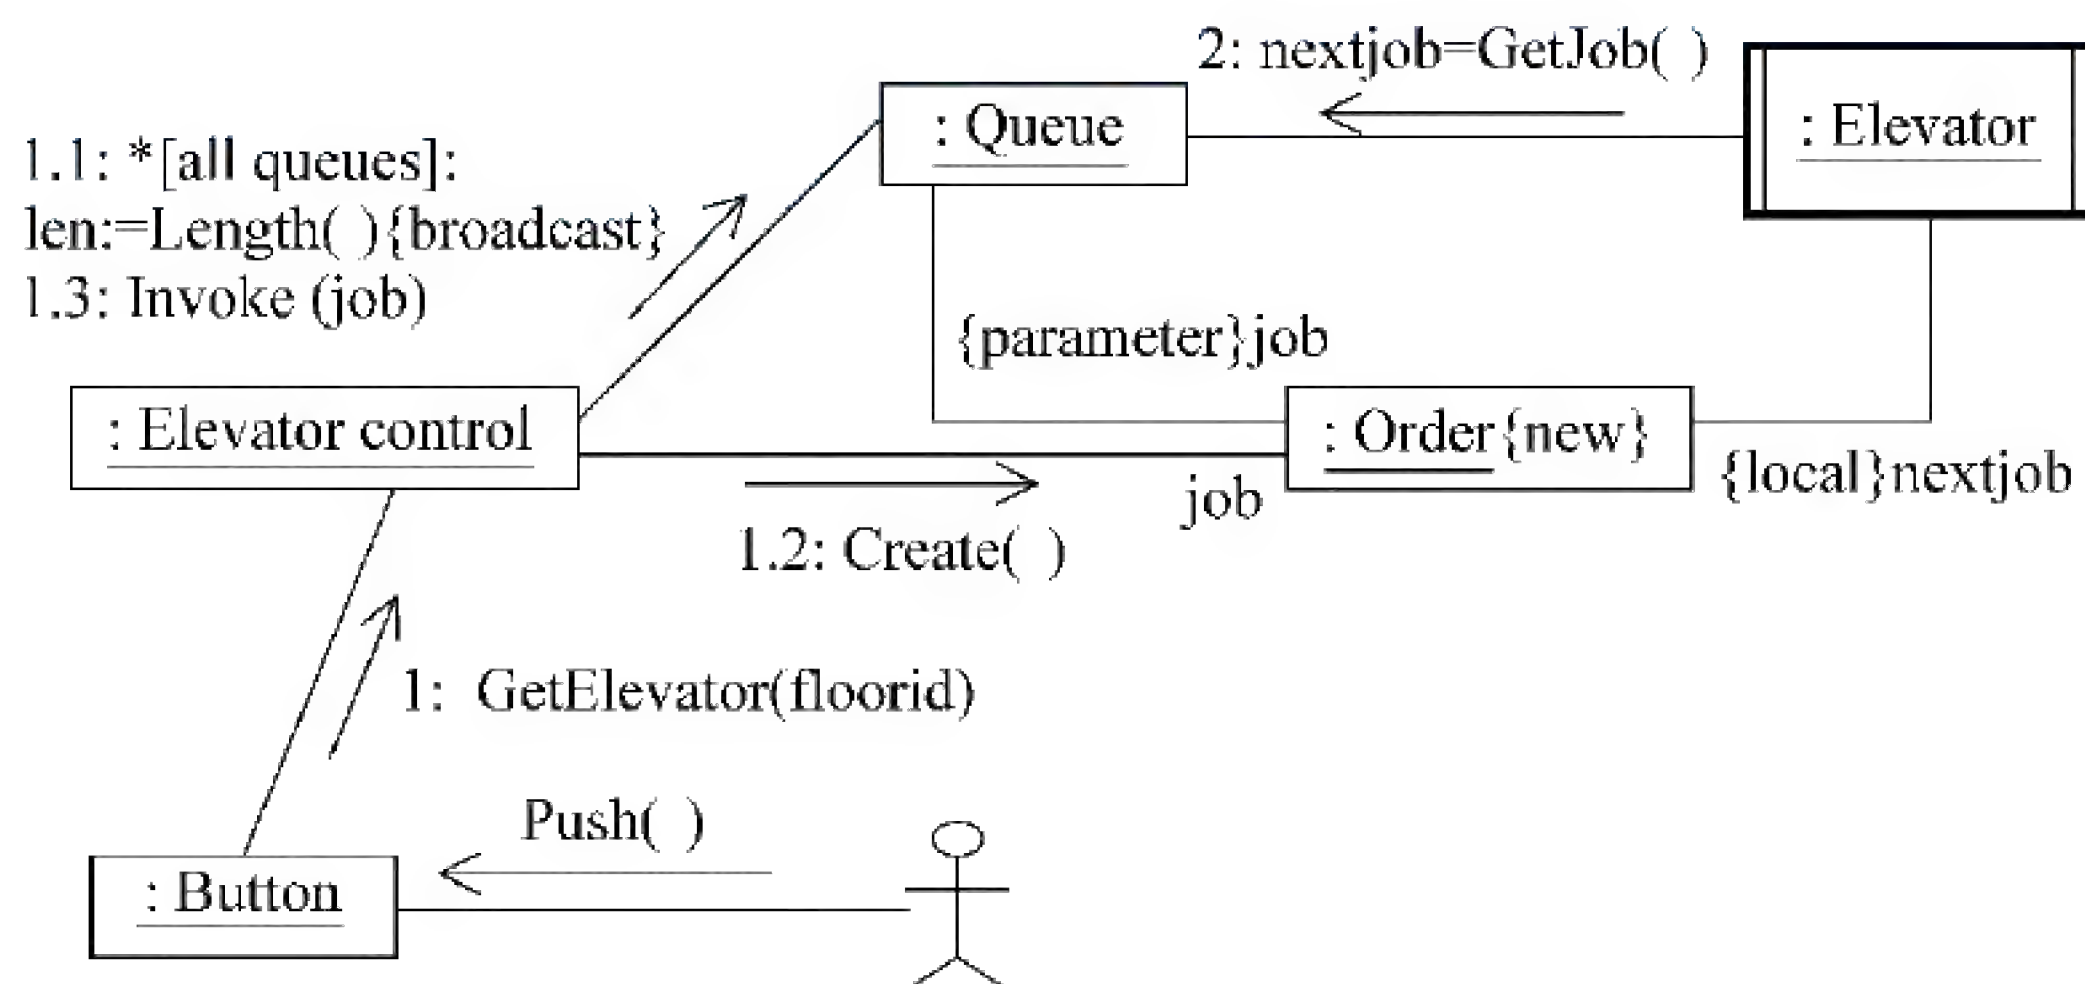 2: nextjob=GetJob( )
: Queue
: Elevator
1.1: *[all queues]:
len:=Length( ){broadcast}
1.3: Invoke (job)
{parameter}job
: Elevator control
: Order{new}
{local}nextjob
job
1.2: Create( )
1: GetElevator(floorid)
Push( )
: Button